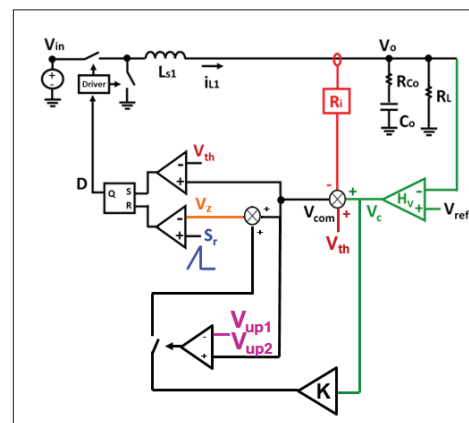 Vin
Vo
Ls1
iL1
Driver
RCo
RL
Co
Ri
D
Vth
Q
S
R
-
+
-
+
Vcom
+
Vc
HV
-
+
Vref
Vz
+
+
Vth
-
+
Sr
Vup1
Vup2
-
+
K